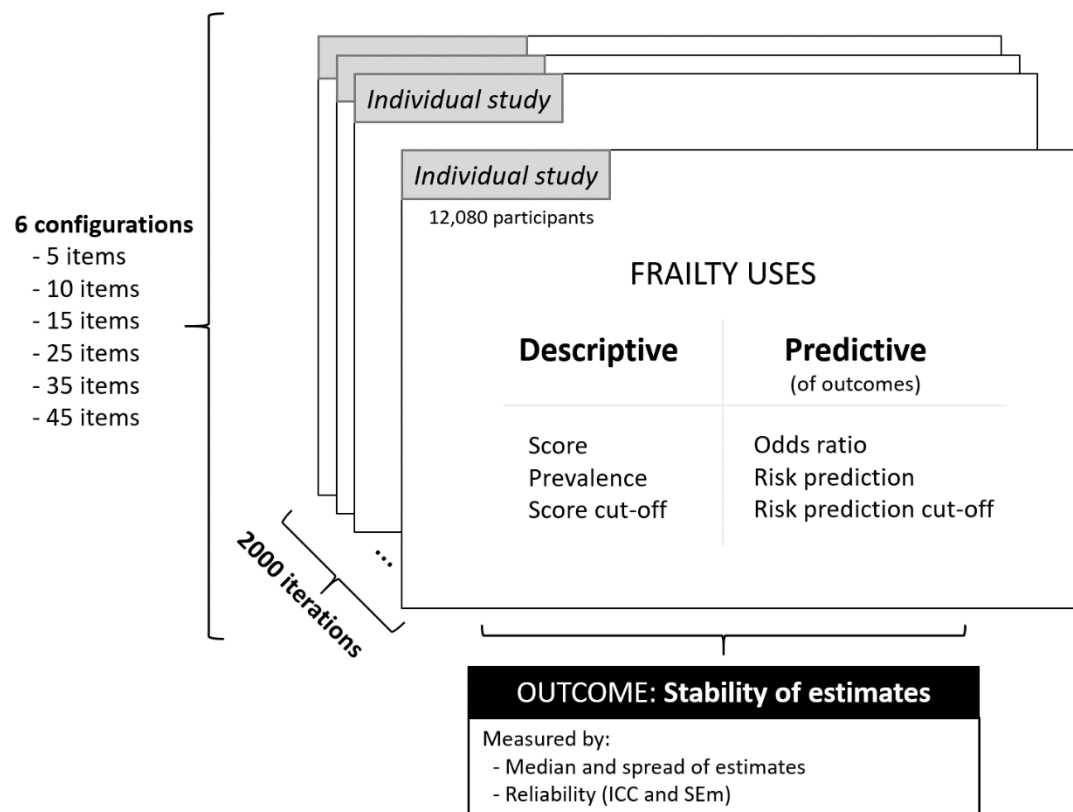 Individual study
Individual study
12,080 participants
6 configurations
- 5 items
- 10 items
- 15 items
- 25 items
- 35 items
- 45 items
FRAILTY USES
Descriptive
Predictive
(of outcomes)
Score
Prevalence
Score cut-off
Odds ratio
Risk prediction
Risk prediction cut-off
...
2000 iterations
OUTCOME: Stability of estimates
Measured by:
- Median and spread of estimates
- Reliability (ICC and SEm)